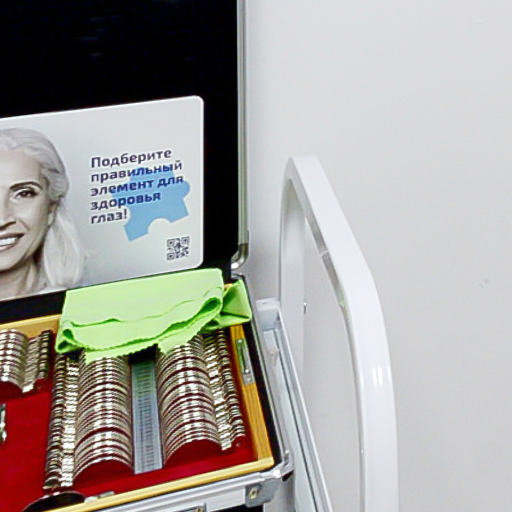 Подберите
правильный
элемент для
здоровья
глаз!